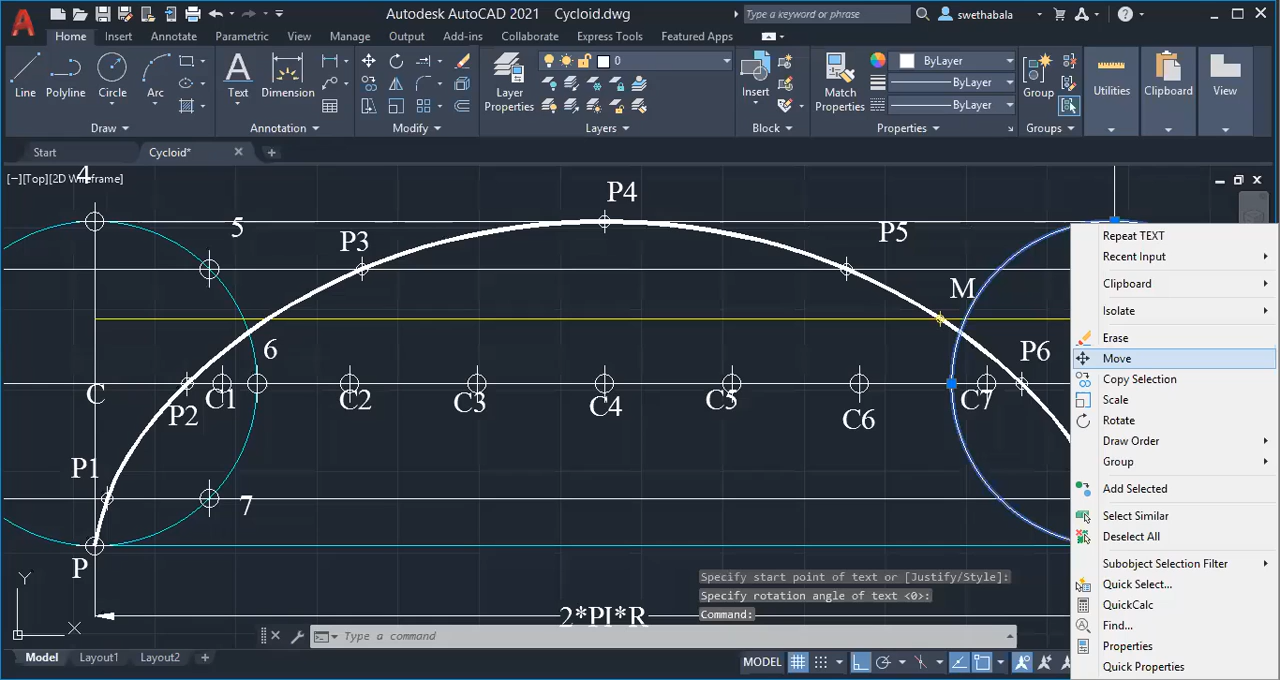 Autodesk AutoCAD 2021 Cycloid.dwg
Type a keyword or phrase
swethabala
Home Insert Annotate Parametric View Manage Output Add-ins Collaborate Express Tools Featured Apps
0
ByLayer
ByLayer
ByLayer
Line Polyline Circle Arc Text Dimension Layer Properties Insert Match Properties Group Utilities Clipboard View
Draw Annotation Modify Layers Block Properties Groups
Start Cycloid*
[−][Top][2D Wireframe]
4
P4
5
P3
P5
M
6
P6
C
C1
P2
C2
C3
C4
C5
C6
C7
P1
7
P
2*PI*R
Y
X
Repeat TEXT
Recent Input
Clipboard
Isolate
Erase
Move
Copy Selection
Scale
Rotate
Draw Order
Group
Add Selected
Select Similar
Deselect All
Subobject Selection Filter
Quick Select...
QuickCalc
Find...
Properties
Quick Properties
Specify start point of text or [Justify/Style]:
Specify rotation angle of text <0>:
Command:
Type a command
Model Layout1 Layout2 +
MODEL